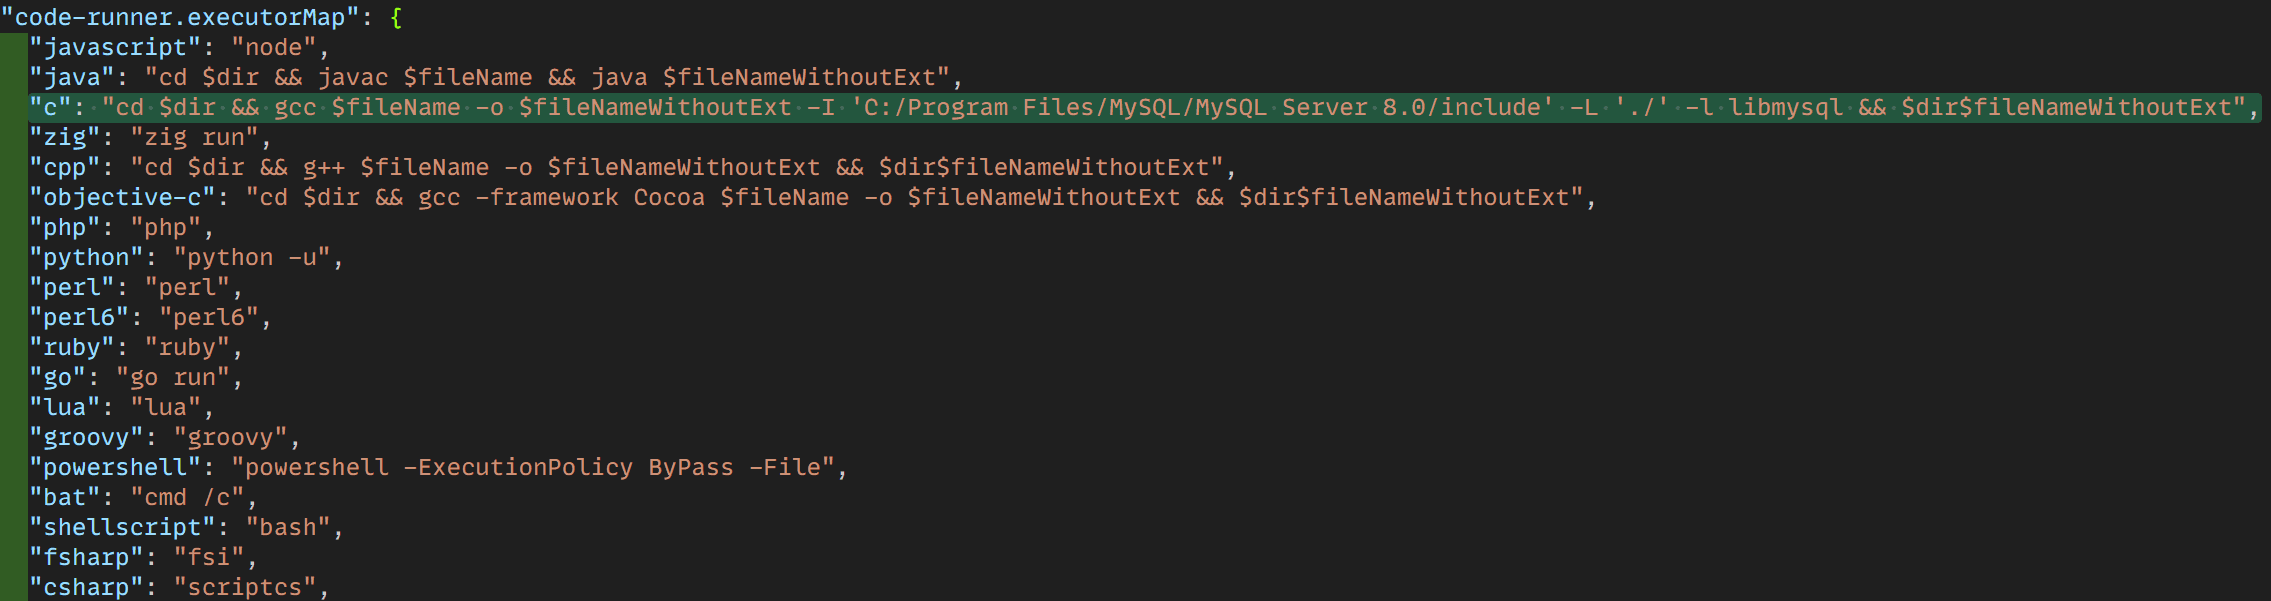 "code-runner.executorMap": {
"javascript": "node",
"java": "cd $dir && javac $fileName && java $fileNameWithoutExt",
"c": "cd $dir && gcc $fileName -o $fileNameWithoutExt -I 'C:/Program Files/MySQL/MySQL Server 8.0/include' -L './' -l libmysql && $dir$fileNameWithoutExt",
"zig": "zig run",
"cpp": "cd $dir && g++ $fileName -o $fileNameWithoutExt && $dir$fileNameWithoutExt",
"objective-c": "cd $dir && gcc -framework Cocoa $fileName -o $fileNameWithoutExt && $dir$fileNameWithoutExt",
"php": "php",
"python": "python -u",
"perl": "perl",
"perl6": "perl6",
"ruby": "ruby",
"go": "go run",
"lua": "lua",
"groovy": "groovy",
"powershell": "powershell -ExecutionPolicy ByPass -File",
"bat": "cmd /c",
"shellscript": "bash",
"fsharp": "fsi",
"csharp": "scriptcs",